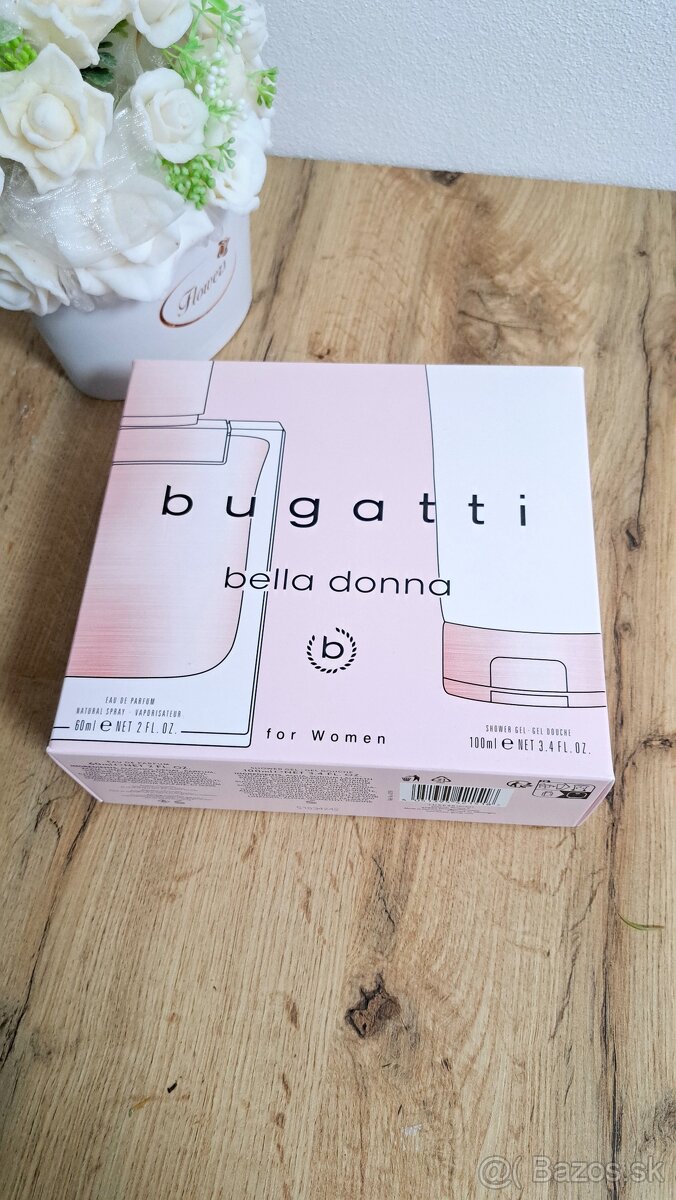 Flowers
bugatti
bella donna
b
EAU DE PARFUM
NATURAL SPRAY · VAPORISATEUR
60ml e NET 2 FL. OZ.
for Women
SHOWER GEL · GEL DOUCHE
100ml e NET 3.4 FL. OZ.
@( Bazos.sk